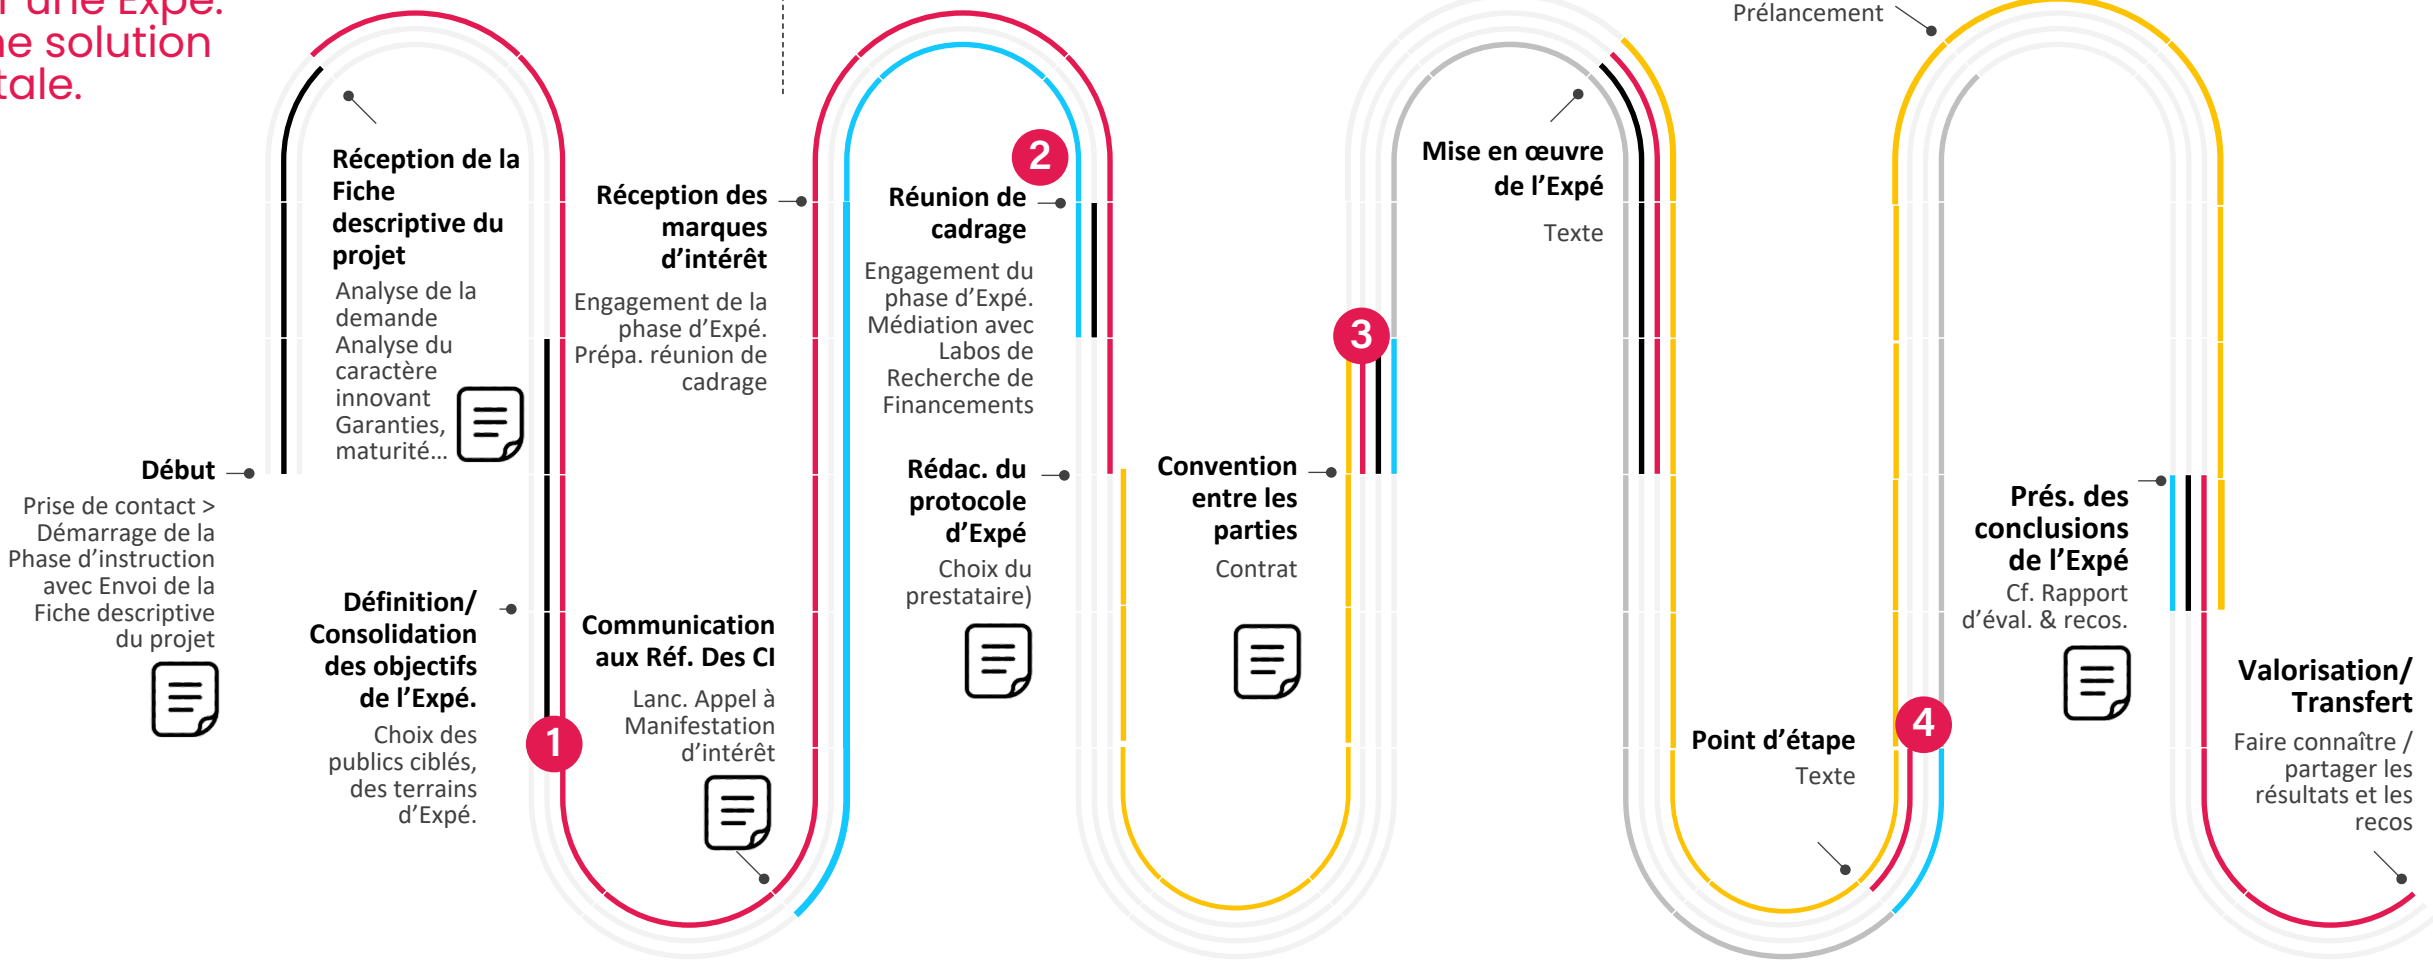 une Expé.
ne solution
tale.
Début
Prise de contact >
Démarrage de la
Phase d’instruction
avec Envoi de la
Fiche descriptive
du projet
Réception de la
Fiche
descriptive du
projet
Analyse de la
demande
Analyse du
caractère
innovant
Garanties,
maturité...
Définition/
Consolidation
des objectifs
de l’Expé.
Choix des
publics ciblés,
des terrains
d’Expé.
1
Réception des
marques
d’intérêt
Engagement de la
phase d’Expé.
Prépa. réunion de
cadrage
Communication
aux Réf. Des CI
Lanc. Appel à
Manifestation
d’intérêt
2
Réunion de
cadrage
Engagement du
phase d’Expé.
Médiation avec
Labos de
Recherche de
Financements
Rédac. du
protocole
d’Expé
Choix du
prestataire)
Convention
entre les
parties
Contrat
3
Mise en œuvre
de l’Expé
Texte
Point d’étape
Texte
4
Prélancement
Prés. des
conclusions
de l’Expé
Cf. Rapport
d’éval. & recos.
Valorisation/
Transfert
Faire connaître /
partager les
résultats et les
recos